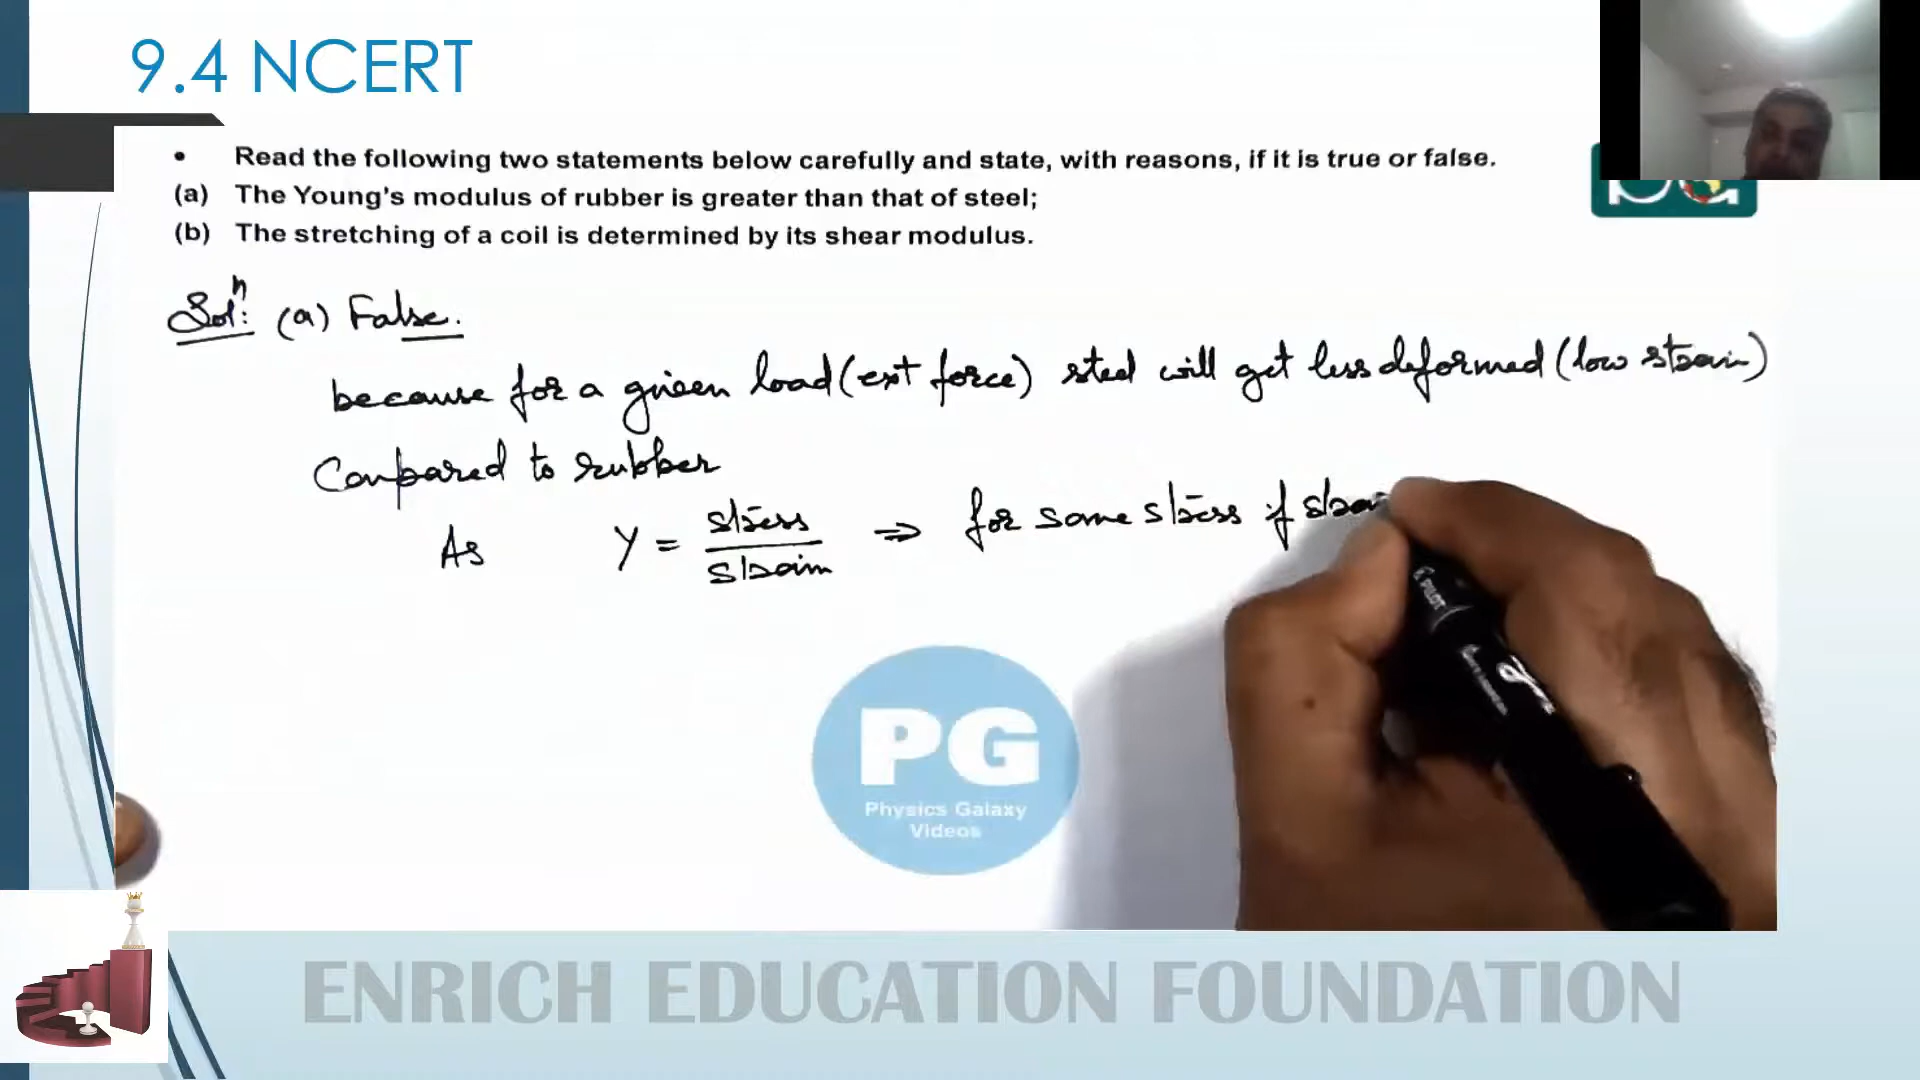 9.4 NCERT
• Read the following two statements below carefully and state, with reasons, if it is true or false.
(a) The Young's modulus of rubber is greater than that of steel;
(b) The stretching of a coil is determined by its shear modulus.
Solⁿ: (a) False.
because for a given load (ext force) steel will get less deformed (low strain)
Compared to rubber
As Y = stress / strain ⇒ for same stress if
PILOT
PG
Physics Galaxy
Videos
ENRICH EDUCATION FOUNDATION